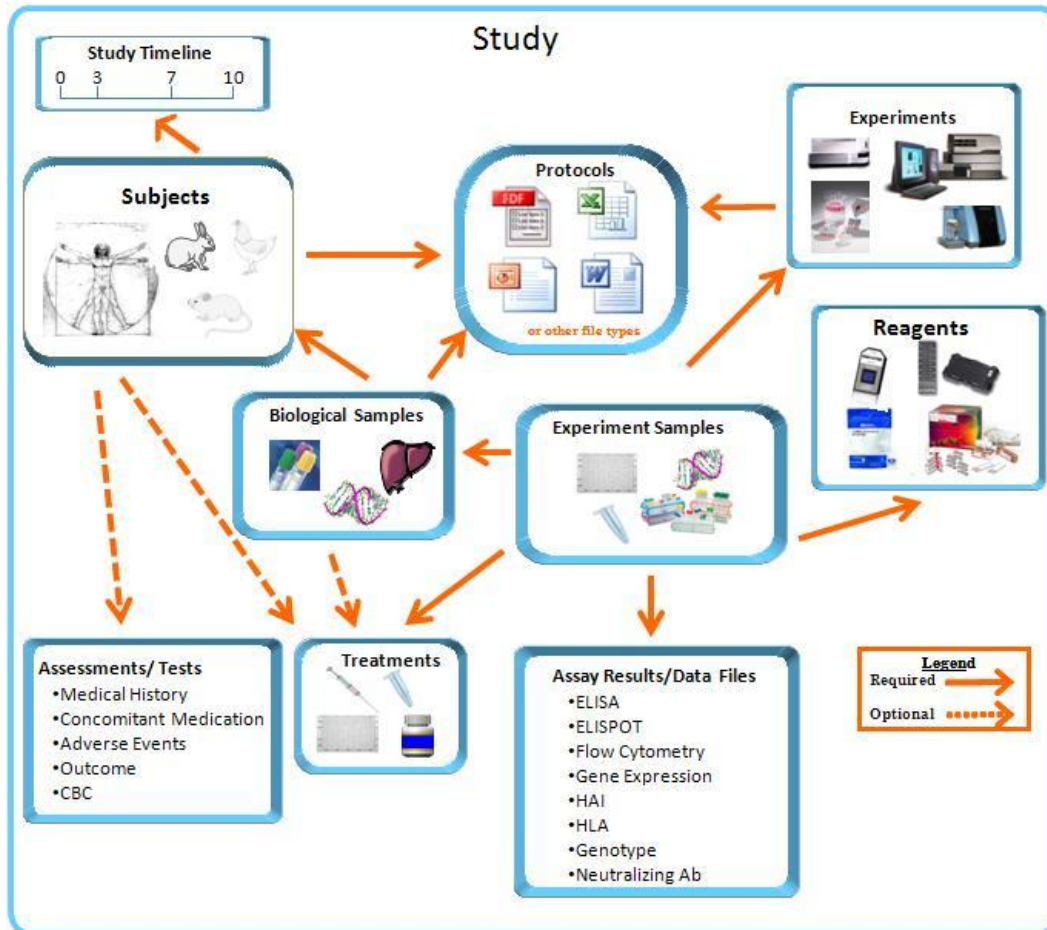 Study
Study Timeline
0 3 7 10
Subjects
Protocols
PDF
or other file types
Experiments
Reagents
Biological Samples
Experiment Samples
Assessments/ Tests
•Medical History
•Concomitant Medication
•Adverse Events
•Outcome
•CBC
Treatments
Assay Results/Data Files
•ELISA
•ELISPOT
•Flow Cytometry
•Gene Expression
•HAI
•HLA
•Genotype
•Neutralizing Ab
Legend
Required
Optional